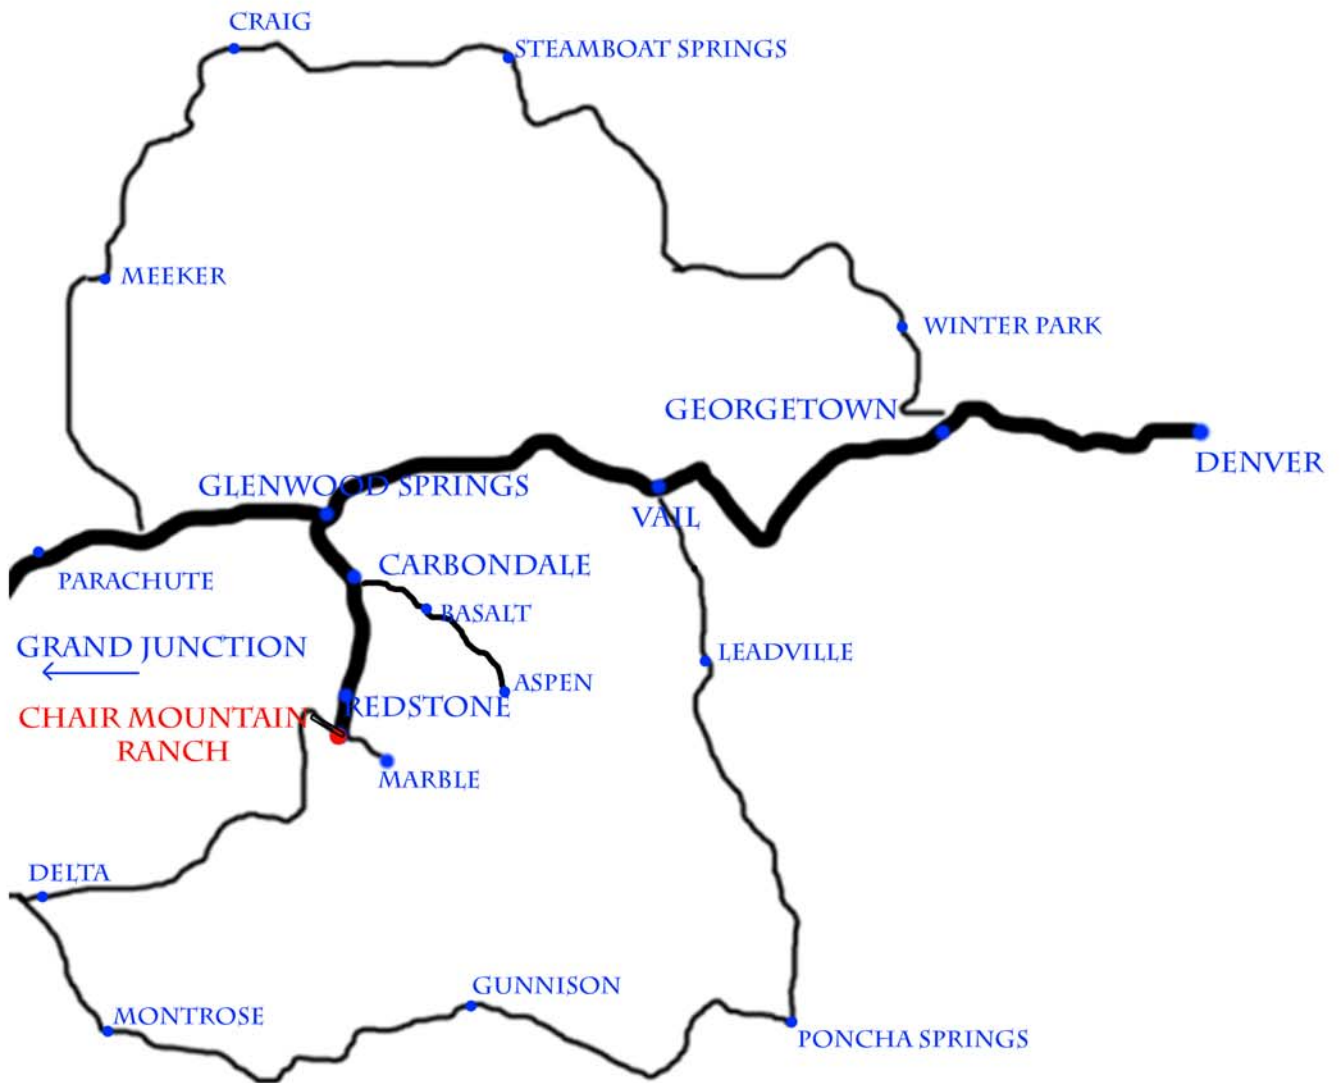 CRAIG
STEAMBOAT SPRINGS
MEEKER
WINTER PARK
GEORGETOWN
DENVER
GLENWOOD SPRINGS
VAIL
CARBONDALE
PARACHUTE
BASALT
GRAND JUNCTION
LEADVILLE
ASPEN
REDSTONE
CHAIR MOUNTAIN
RANCH
MARBLE
DELTA
GUNNISON
MONTROSE
PONCHA SPRINGS